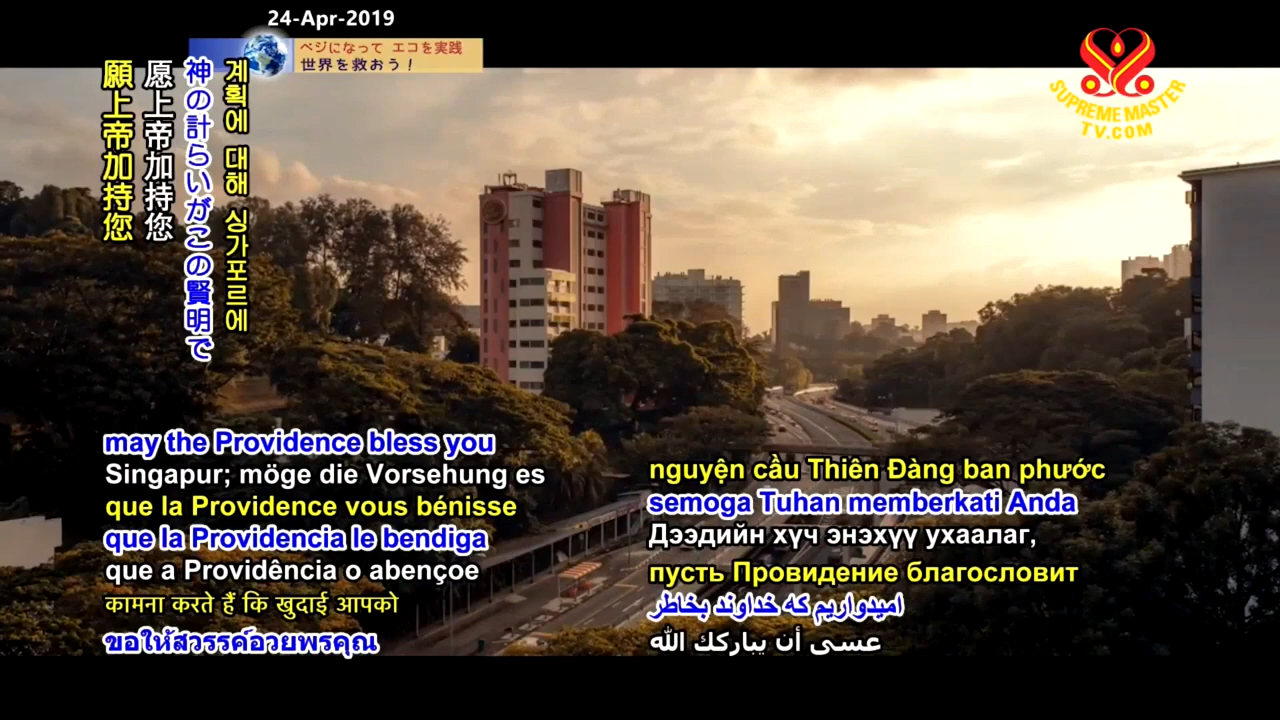 24-Apr-2019
ベジになって エコを実践
世界を救おう！
SUPREME MASTER
TV.COM
願上帝加持您
愿上帝加持您
神の計らいがこの賢明で
계획에 대해 싱가포르에
may the Providence bless you
Singapur; möge die Vorsehung es
que la Providence vous bénisse
que la Providencia le bendiga
que a Providência o abençoe
कामना करते हैं कि खुदाई आपको
ขอให้สวรรค์อวยพรคุณ
nguyện cầu Thiên Đàng ban phước
semoga Tuhan memberkati Anda
Дээдийн хүч энэхүү ухаалаг,
пусть Провидение благословит
امیدواریم که خداوند بخاطر
عسى أن يباركك الله